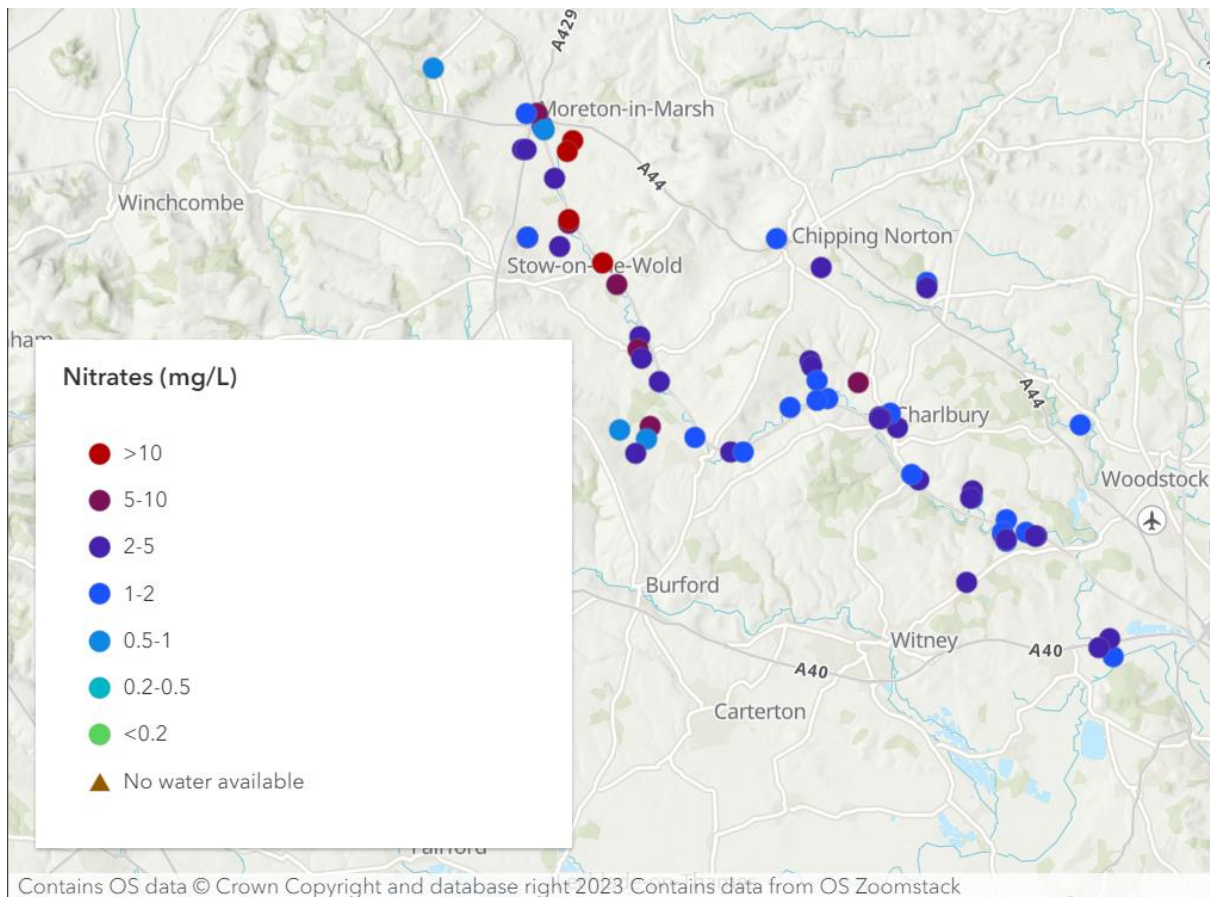 A429
Moreton-in-Marsh
Winchcombe
A44
Chipping Norton
Stow-on-the-Wold
Nitrates (mg/L)
>10
5-10
2-5
1-2
0.5-1
0.2-0.5
<0.2
No water available
Charlbury
A44
Woodstock
Burford
Witney
A40
A40
Carterton
Contains OS data © Crown Copyright and database right 2023 Contains data from OS Zoomstack